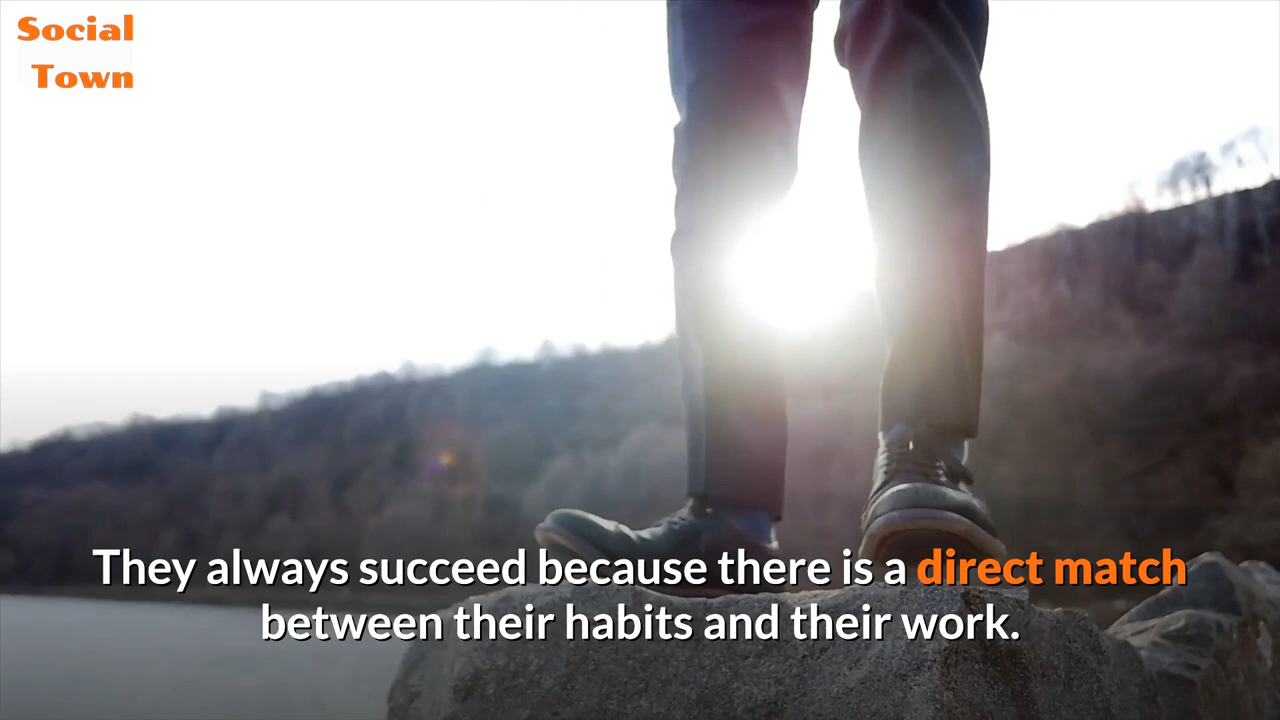 Social
Town
They always succeed because there is a direct match
between their habits and their work.